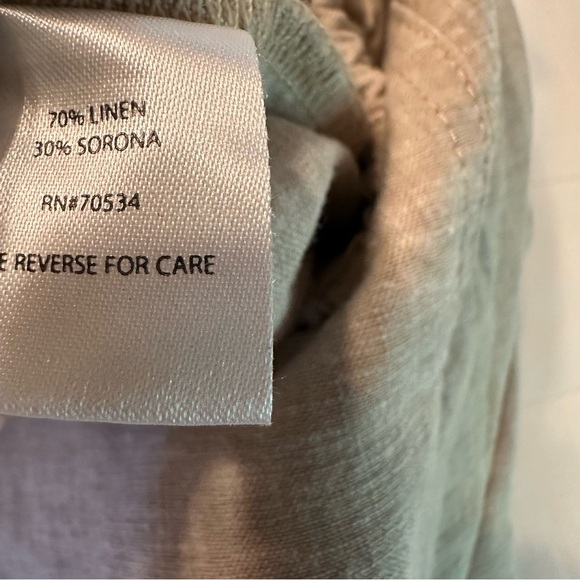 70% LINEN
30% SORONA
RN#70534
REVERSE FOR CARE